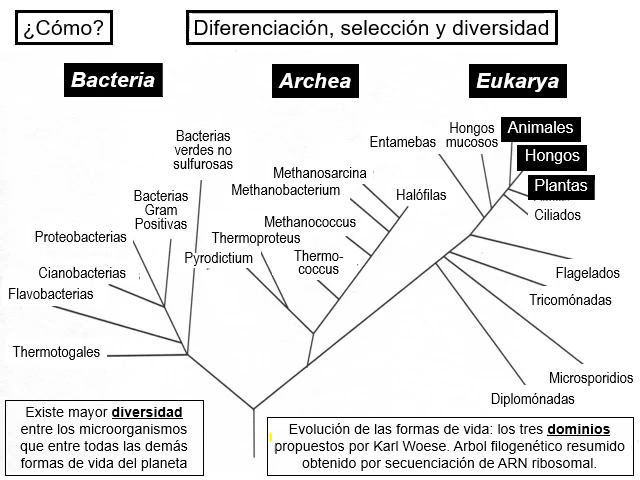 ¿Cómo?
Diferenciación, selección y diversidad
Bacteria
Archea
Eukarya
Bacterias
verdes no
sulfurosas
Bacterias
Gram
Positivas
Proteobacterias
Cianobacterias
Flavobacterias
Thermotogales
Methanosarcina
Methanobacterium
Halófilas
Methanococcus
Thermoproteus
Pyrodictium
Thermo-
coccus
Entamebas
Hongos
mucosos
Animales
Hongos
Plantas
Ciliados
Flagelados
Tricomónadas
Microsporidios
Diplomónadas
Existe mayor diversidad
entre los microorganismos
que entre todas las demás
formas de vida del planeta
Evolución de las formas de vida: los tres dominios
propuestos por Karl Woese. Arbol filogenético resumido
obtenido por secuenciación de ARN ribosomal.